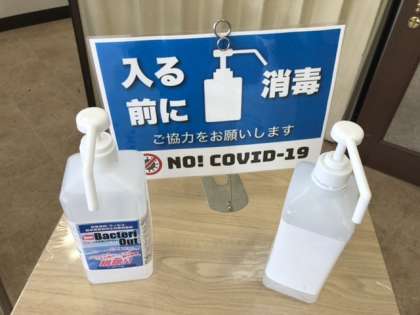 入る
前に
消毒
ご協力をお願いします
NO! COVID-19
Bacteri
Out